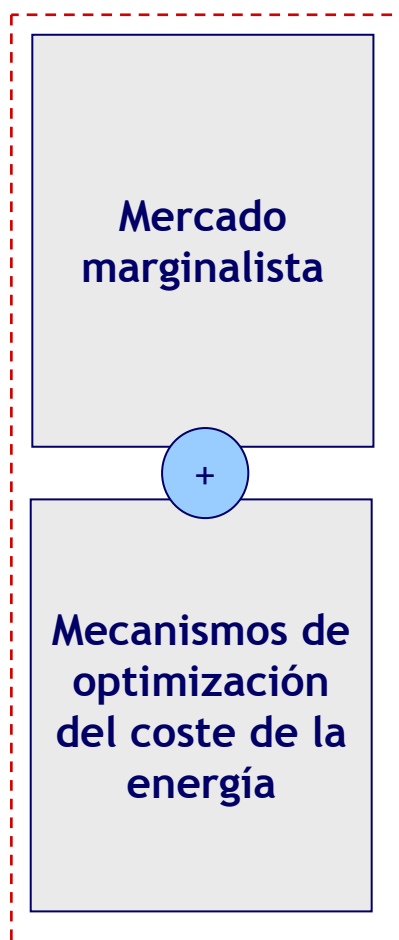 Mercado
marginalista
+
Mecanismos de
optimización
del coste de la
energía